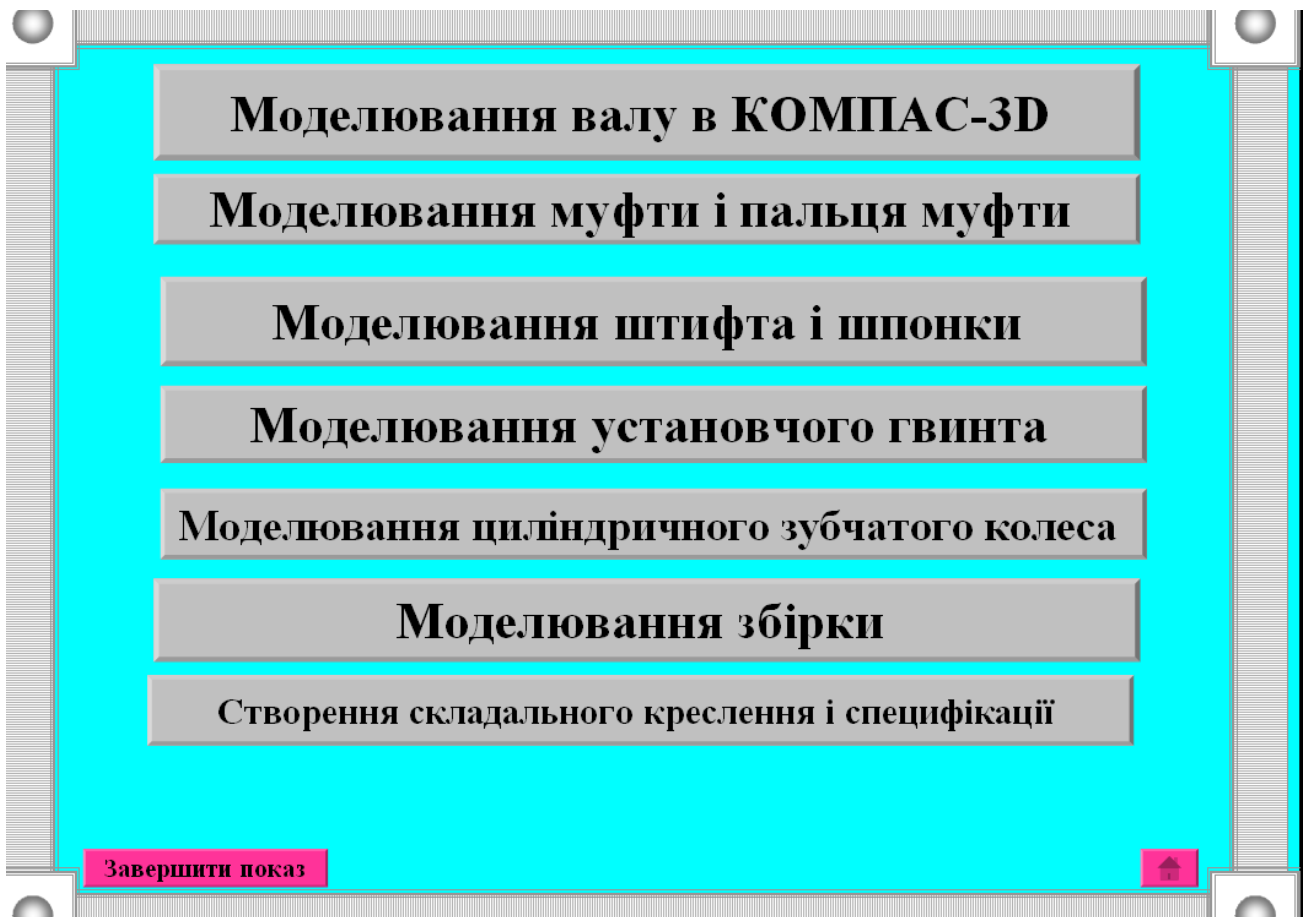 Моделювання валу в КОМПАС-3D
Моделювання муфти і пальця муфти
Моделювання штифта і шпонки
Моделювання установчого гвинта
Моделювання циліндричного зубчатого колеса
Моделювання збірки
Створення складального креслення і специфікації
Завершити показ